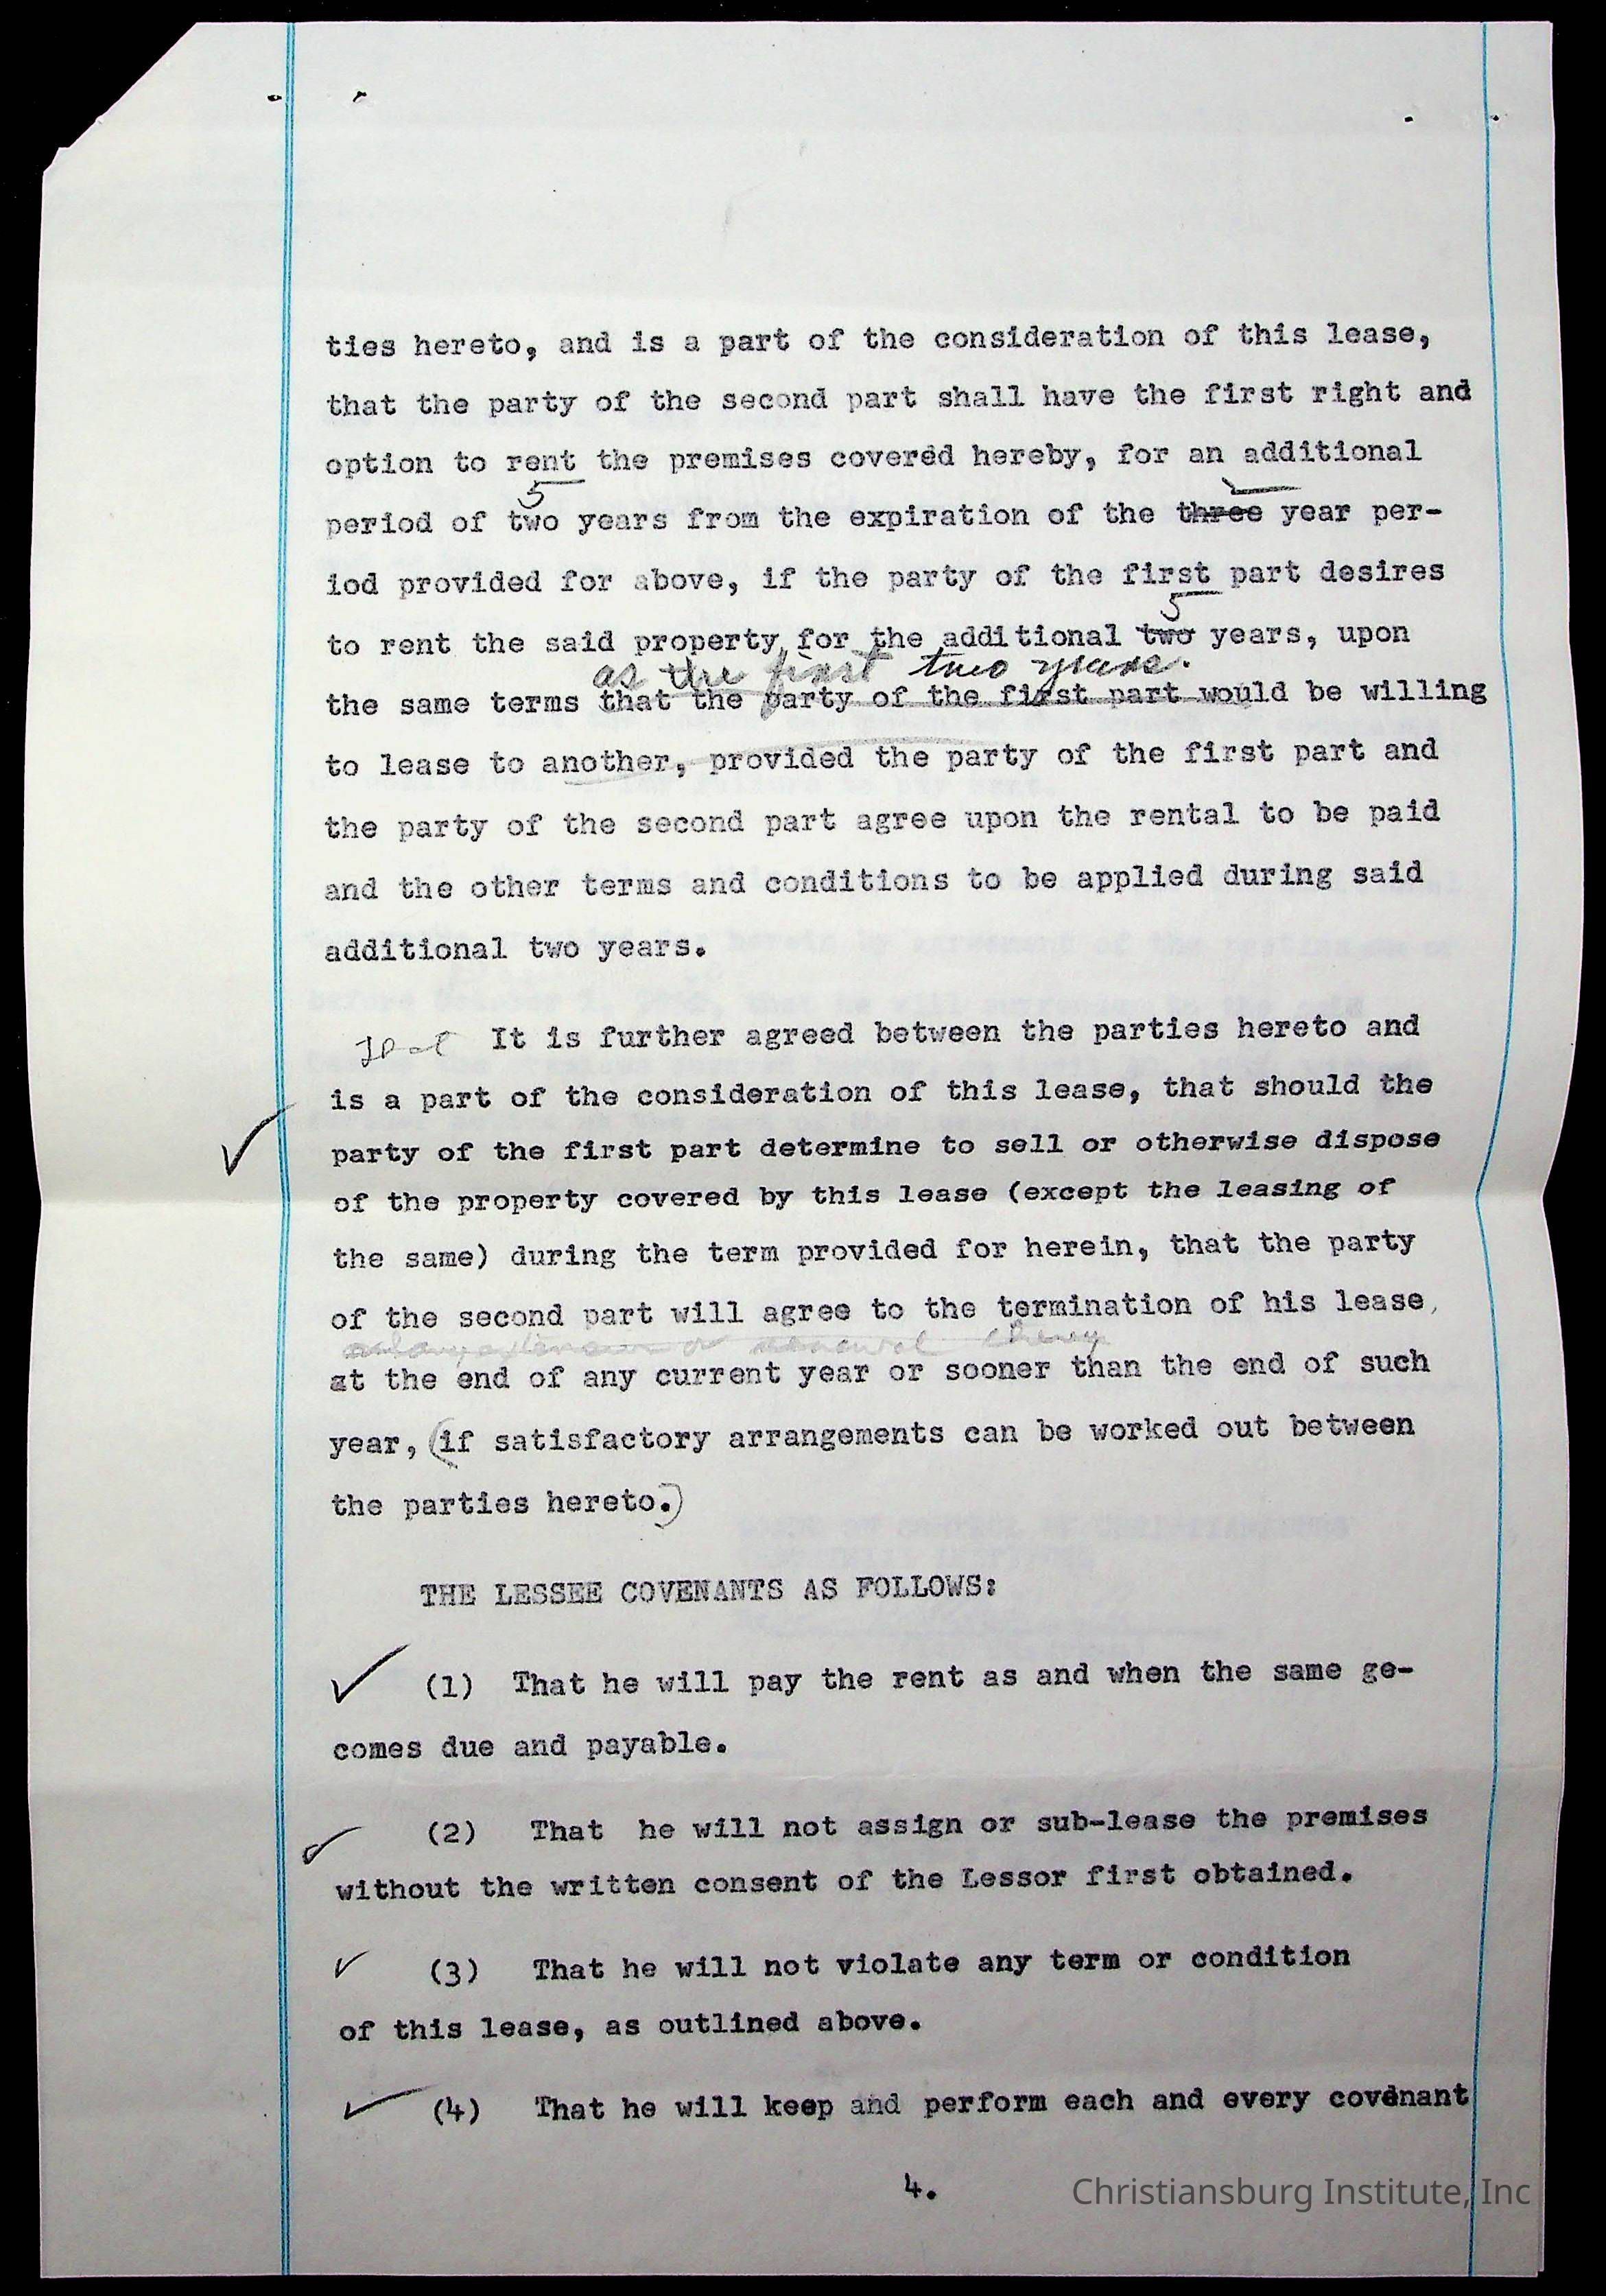 ties hereto, and is a part of the consideration of this lease,
that the party of the second part shall have the first right and
option to rent the premises covered hereby, for an additional
5
period of two years from the expiration of the three year per-
iod provided for above, if the party of the first part desires
5
to rent the said property for the additional two years, upon
as the first two years.
the same terms that the party of the first part would be willing
to lease to another, provided the party of the first part and
the party of the second part agree upon the rental to be paid
and the other terms and conditions to be applied during said
additional two years.
It is further agreed between the parties hereto and
is a part of the consideration of this lease, that should the
party of the first part determine to sell or otherwise dispose
of the property covered by this lease (except the leasing of
the same) during the term provided for herein, that the party
of the second part will agree to the termination of his lease,
or renewal
at the end of any current year or sooner than the end of such
year, (if satisfactory arrangements can be worked out between
the parties hereto.)
THE LESSEE COVENANTS AS FOLLOWS:
✓ (1) That he will pay the rent as and when the same ge-
comes due and payable.
✓ (2) That he will not assign or sub-lease the premises
without the written consent of the Lessor first obtained.
✓ (3) That he will not violate any term or condition
of this lease, as outlined above.
✓ (4) That he will keep and perform each and every covenant
4.
Christiansburg Institute, Inc